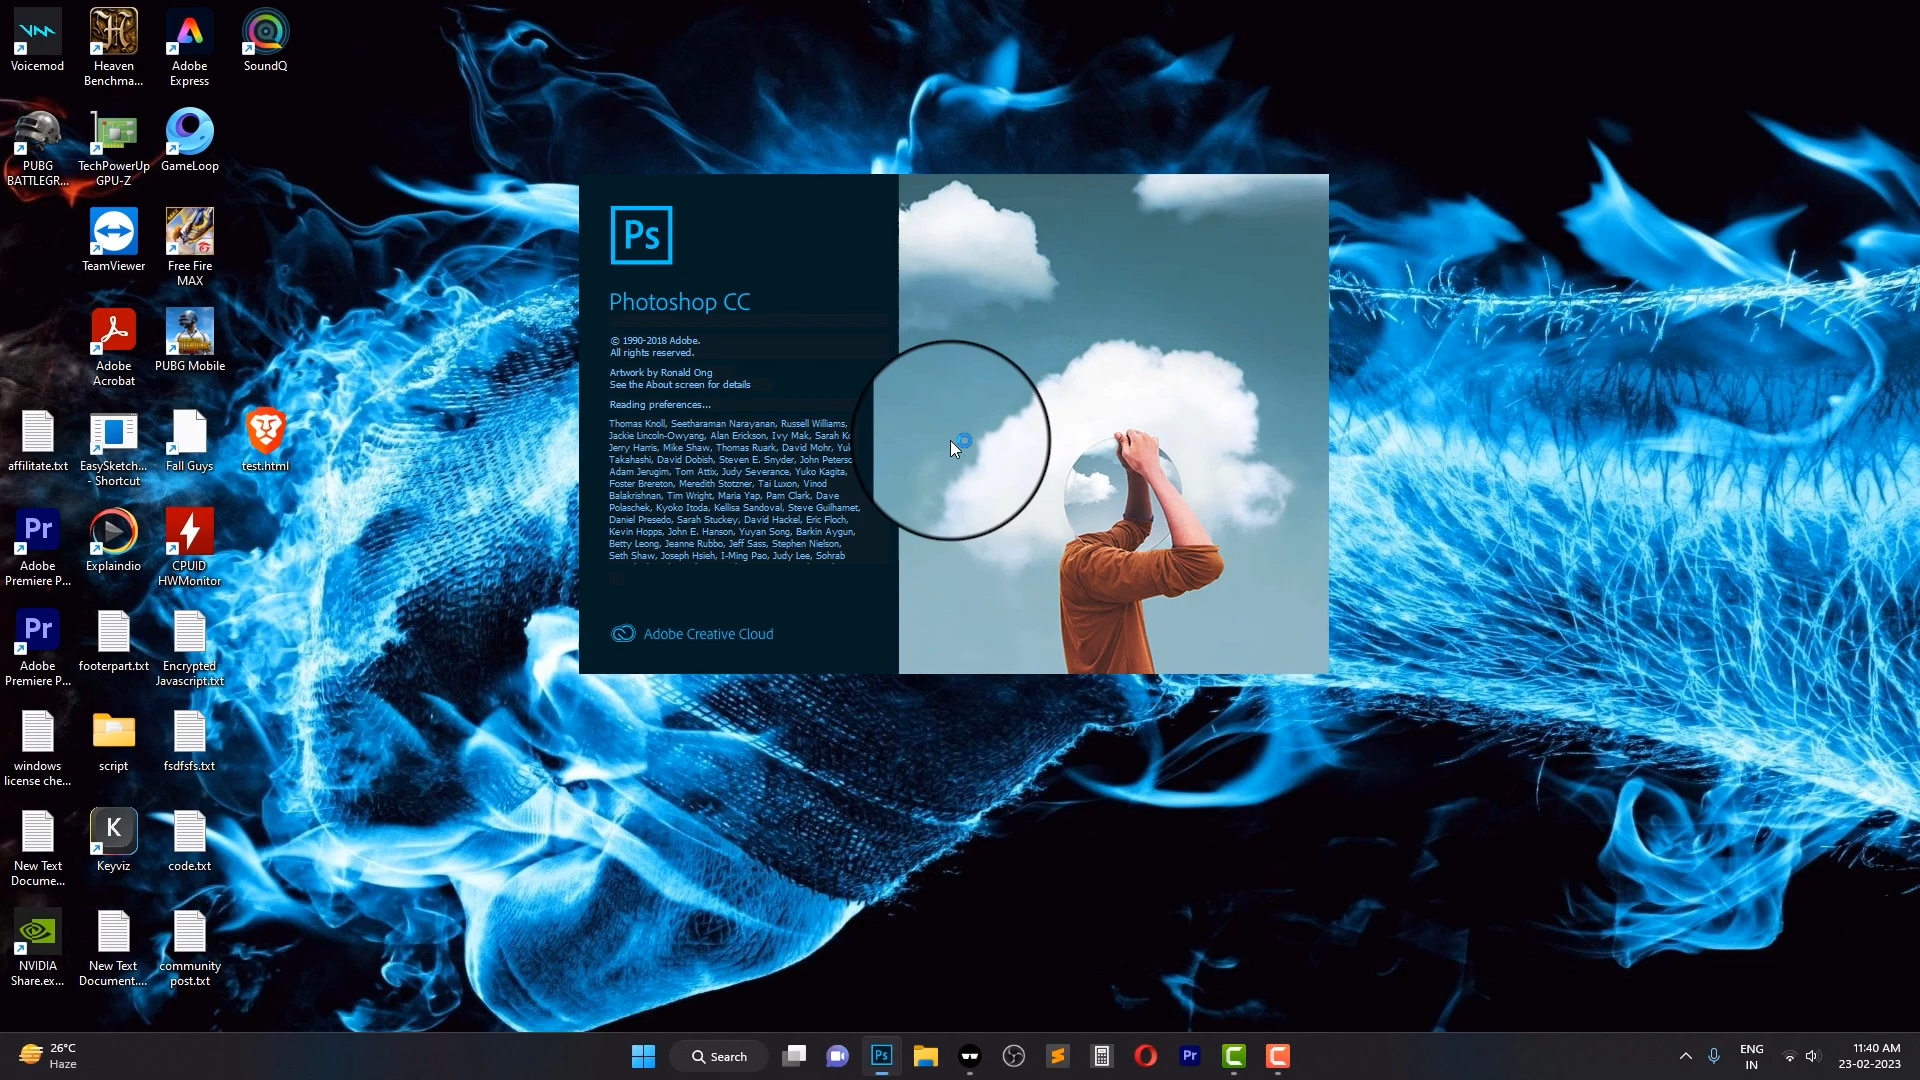 Voicemod
Heaven
Benchma...
Adobe
Express
SoundQ
PUBG
BATTLEGR...
TechPowerUp
GPU-Z
GameLoop
TeamViewer
Free Fire
MAX
Adobe
Acrobat
PUBG Mobile
affilitate.txt
EasySketch...
- Shortcut
Fall Guys
test.html
Pr
Adobe
Premiere P...
Explaindio
CPUID
HWMonitor
Pr
Adobe
Premiere P...
footerpart.txt
Encrypted
Javascript.txt
windows
license che...
script
fsdfsfs.txt
New Text
Docume...
K
Keyviz
code.txt
NVIDIA
Share.ex...
New Text
Document....
community
post.txt
Ps
Photoshop CC
© 1990-2018 Adobe.
All rights reserved.
Artwork by Ronald Ong
See the About screen for details
Reading preferences...
Thomas Knoll, Seetharaman Narayanan, Russell Williams,
Jackie Lincoln-Owyang, Alan Erickson, Ivy Mak, Sarah Ko
Jerry Harris, Mike Shaw, Thomas Ruark, David Mohr, Yuk
Takahashi, David Dobish, Steven E. Snyder, John Peterso
Adam Jerugim, Tom Attix, Judy Severance, Yuko Kagita,
Foster Brereton, Meredith Stotzner, Tai Luxon, Vinod
Balakrishnan, Tim Wright, Maria Yap, Pam Clark, Dave
Polaschek, Kyoko Itoda, Kellisa Sandoval, Steve Guilhamet,
Daniel Presedo, Sarah Stuckey, David Hackel, Eric Floch,
Kevin Hopps, John E. Hanson, Yuyan Song, Barkin Aygun,
Betty Leong, Jeanne Rubbo, Jeff Sass, Stephen Nielson,
Seth Shaw, Joseph Hsieh, I-Ming Pao, Judy Lee, Sohrab
Adobe Creative Cloud
26°C
Haze
Search
Ps
Pr
ENG
IN
11:40 AM
23-02-2023